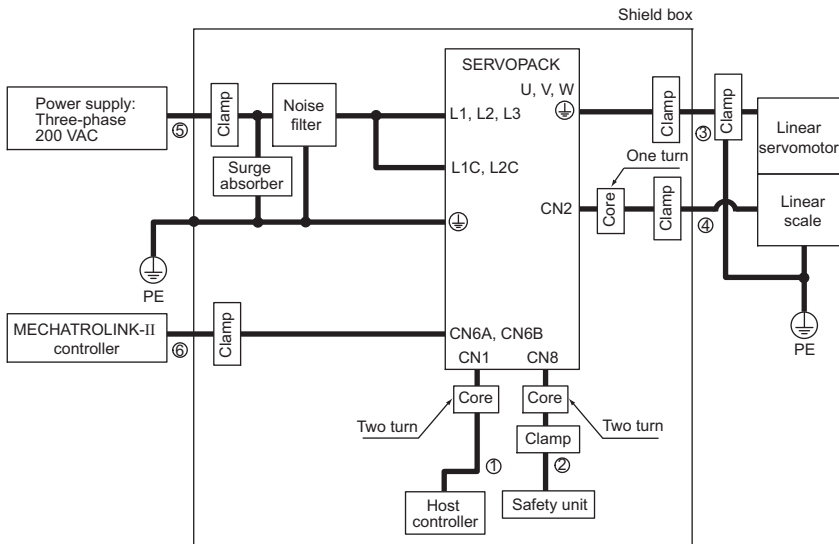 Shield box
SERVOPACK
U, V, W
Power supply:
Three-phase
200 VAC
⑤
Clamp
Noise
filter
L1, L2, L3
Clamp
③
Clamp
Linear
servomotor
Surge
absorber
L1C, L2C
One turn
CN2
Core
Clamp
④
Linear
scale
PE
MECHATROLINK-II
controller
⑥
Clamp
CN6A, CN6B
PE
CN1
CN8
Core
Core
Two turn
Two turn
Clamp
①
②
Host
controller
Safety unit